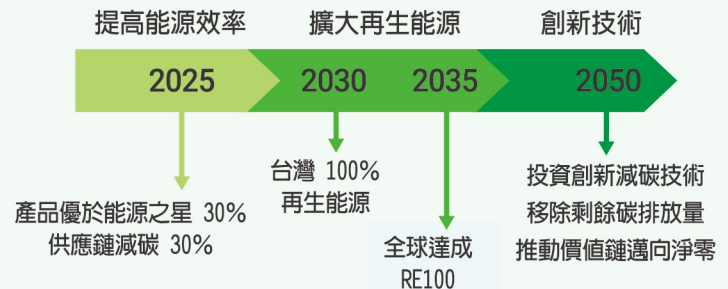 提高能源效率
擴大再生能源
創新技術
2025
2030
2035
2050
產品優於能源之星 30%
供應鏈減碳 30%
台灣 100%
再生能源
全球達成
RE100
投資創新減碳技術
移除剩餘碳排放量
推動價值鏈邁向淨零